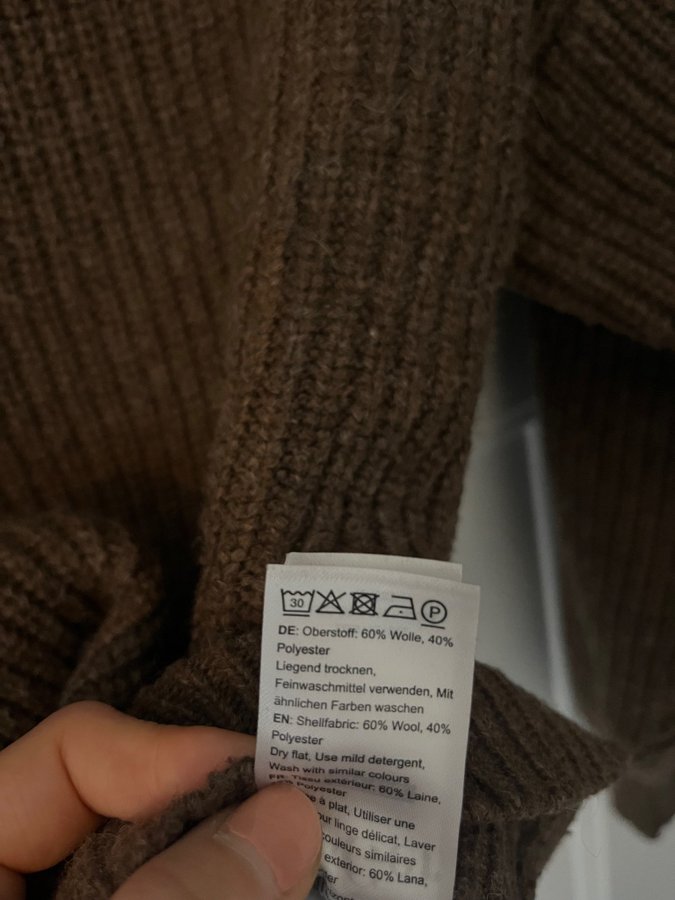 30 P
DE: Oberstoff: 60% Wolle, 40%
Polyester
Liegend trocknen,
Feinwaschmittel verwenden, Mit
ähnlichen Farben waschen
EN: Shellfabric: 60% Wool, 40%
Polyester
Dry flat, Use mild detergent,
Wash with similar colours
FR: Tissu extérieur: 60% Laine,
Polyester
à plat, Utiliser une
linge délicat, Laver
couleurs similaires
exterior: 60% Lana,